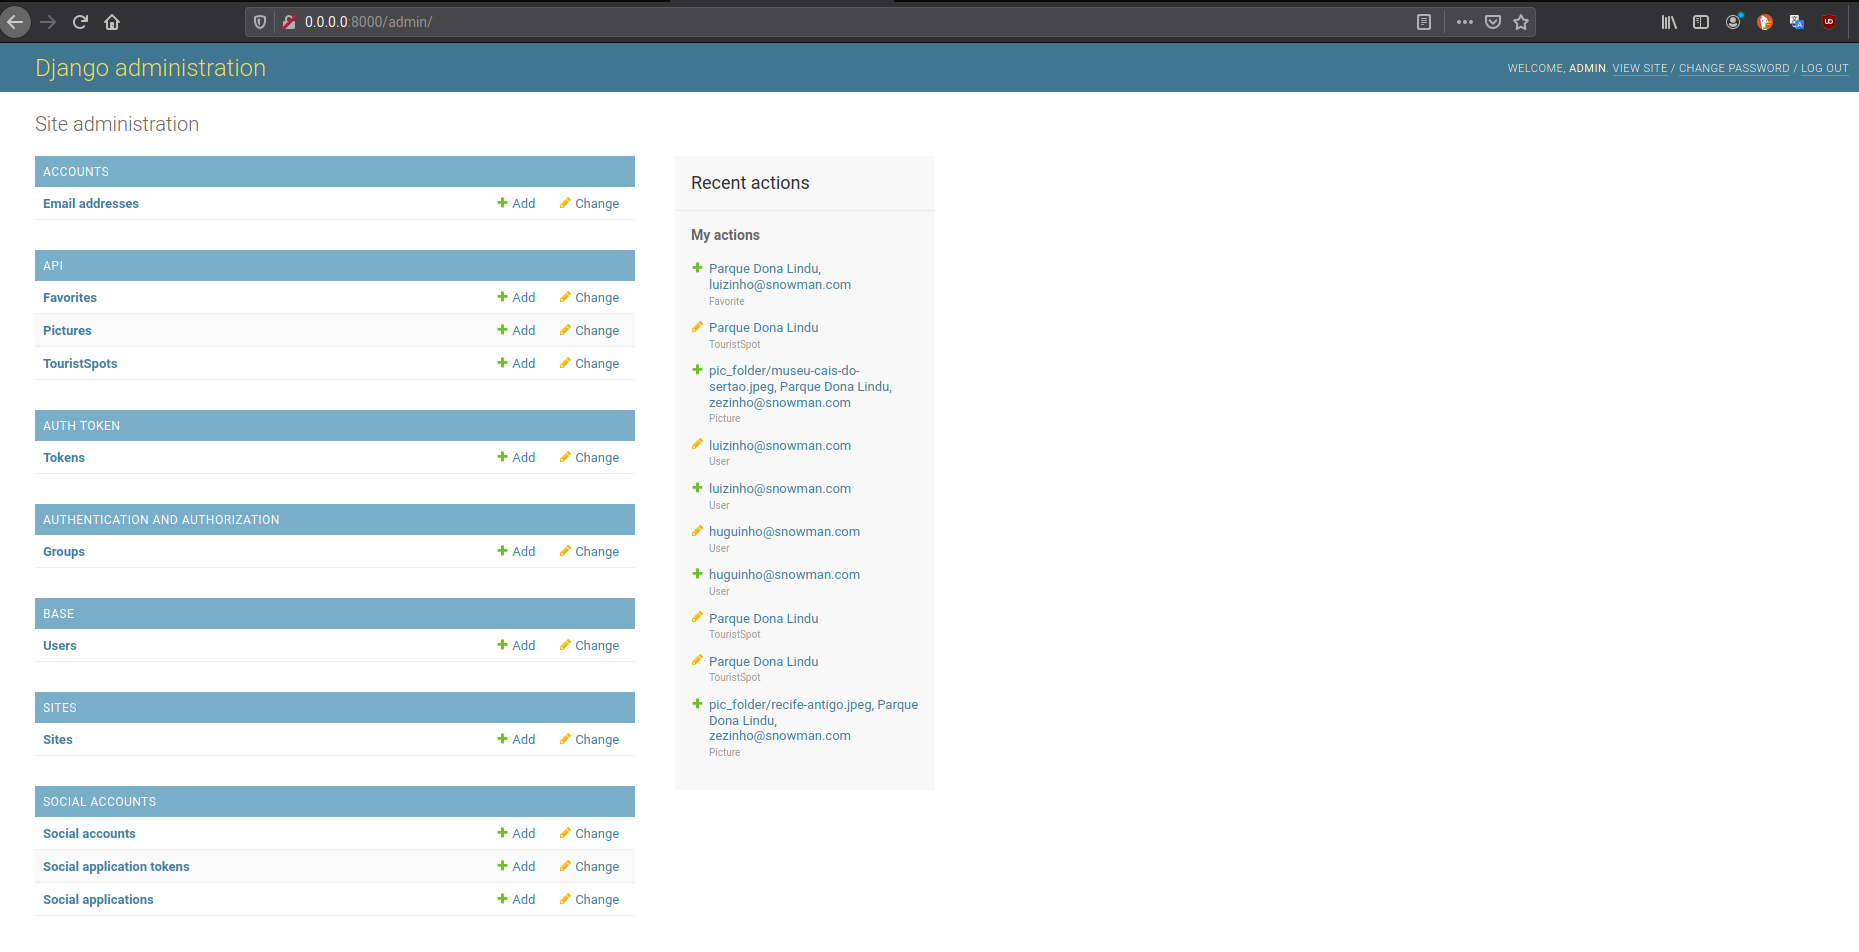 0.0.0.0:8000/admin/
Django administration
WELCOME, ADMIN. VIEW SITE / CHANGE PASSWORD / LOG OUT
Site administration
ACCOUNTS
Email addresses Add Change
API
Favorites Add Change
Pictures Add Change
TouristSpots Add Change
AUTH TOKEN
Tokens Add Change
AUTHENTICATION AND AUTHORIZATION
Groups Add Change
BASE
Users Add Change
SITES
Sites Add Change
SOCIAL ACCOUNTS
Social accounts Add Change
Social application tokens Add Change
Social applications Add Change
Recent actions
My actions
Parque Dona Lindu,
luizinho@snowman.com
Favorite
Parque Dona Lindu
TouristSpot
pic_folder/museu-cais-do-
sertao.jpeg, Parque Dona Lindu,
zezinho@snowman.com
Picture
luizinho@snowman.com
User
luizinho@snowman.com
User
huguinho@snowman.com
User
huguinho@snowman.com
User
Parque Dona Lindu
TouristSpot
Parque Dona Lindu
TouristSpot
pic_folder/recife-antigo.jpeg, Parque
Dona Lindu,
zezinho@snowman.com
Picture